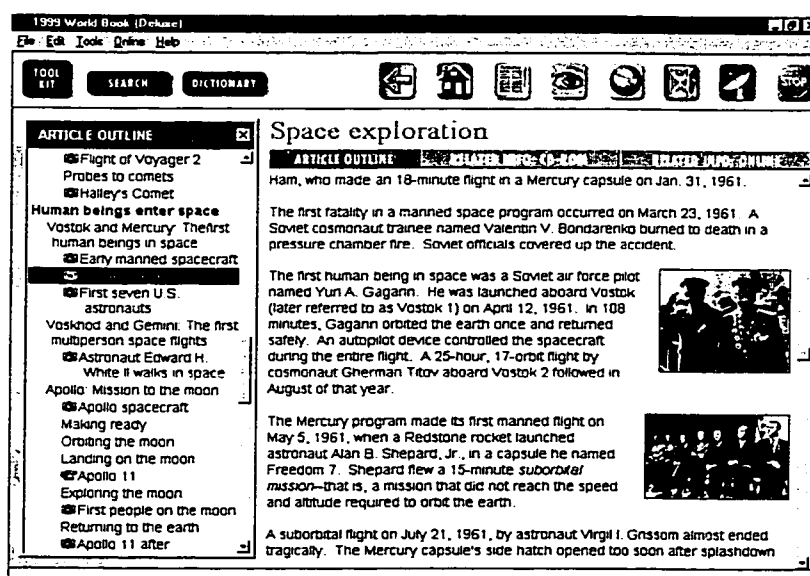 1999 World Book (Deluxe)
File Edit Tools Online Help
TOOL KIT
SEARCH
DICTIONARY
STOP
ARTICLE OUTLINE
Flight of Voyager 2
Probes to comets
Halley's Comet
Human beings enter space
Vostok and Mercury: The first
human beings in space
Early manned spacecraft
First seven U.S.
astronauts
Voskhod and Gemini: The first
multiperson space flights
Astronaut Edward H.
White II walks in space
Apollo: Mission to the moon
Apollo spacecraft
Making ready
Orbiting the moon
Landing on the moon
Apollo 11
Exploring the moon
First people on the moon
Returning to the earth
Apollo 11 after
Space exploration
ARTICLE OUTLINE
RELATED INFO: CD-ROM
RELATED INFO: ONLINE
Ham, who made an 18-minute flight in a Mercury capsule on Jan. 31, 1961.
The first fatality in a manned space program occurred on March 23, 1961. A
Soviet cosmonaut trainee named Valentin V. Bondarenko burned to death in a
pressure chamber fire. Soviet officials covered up the accident.
The first human being in space was a Soviet air force pilot
named Yuri A. Gagarin. He was launched aboard Vostok
(later referred to as Vostok 1) on April 12, 1961. In 108
minutes, Gagarin orbited the earth once and returned
safely. An autopilot device controlled the spacecraft
during the entire flight. A 25-hour, 17-orbit flight by
cosmonaut Gherman Titov aboard Vostok 2 followed in
August of that year.
The Mercury program made its first manned flight on
May 5, 1961, when a Redstone rocket launched
astronaut Alan B. Shepard, Jr., in a capsule he named
Freedom 7. Shepard flew a 15-minute suborbital
mission--that is, a mission that did not reach the speed
and altitude required to orbit the earth.
A suborbital flight on July 21, 1961, by astronaut Virgil I. Grissom almost ended
tragically. The Mercury capsule's side hatch opened too soon after splashdown